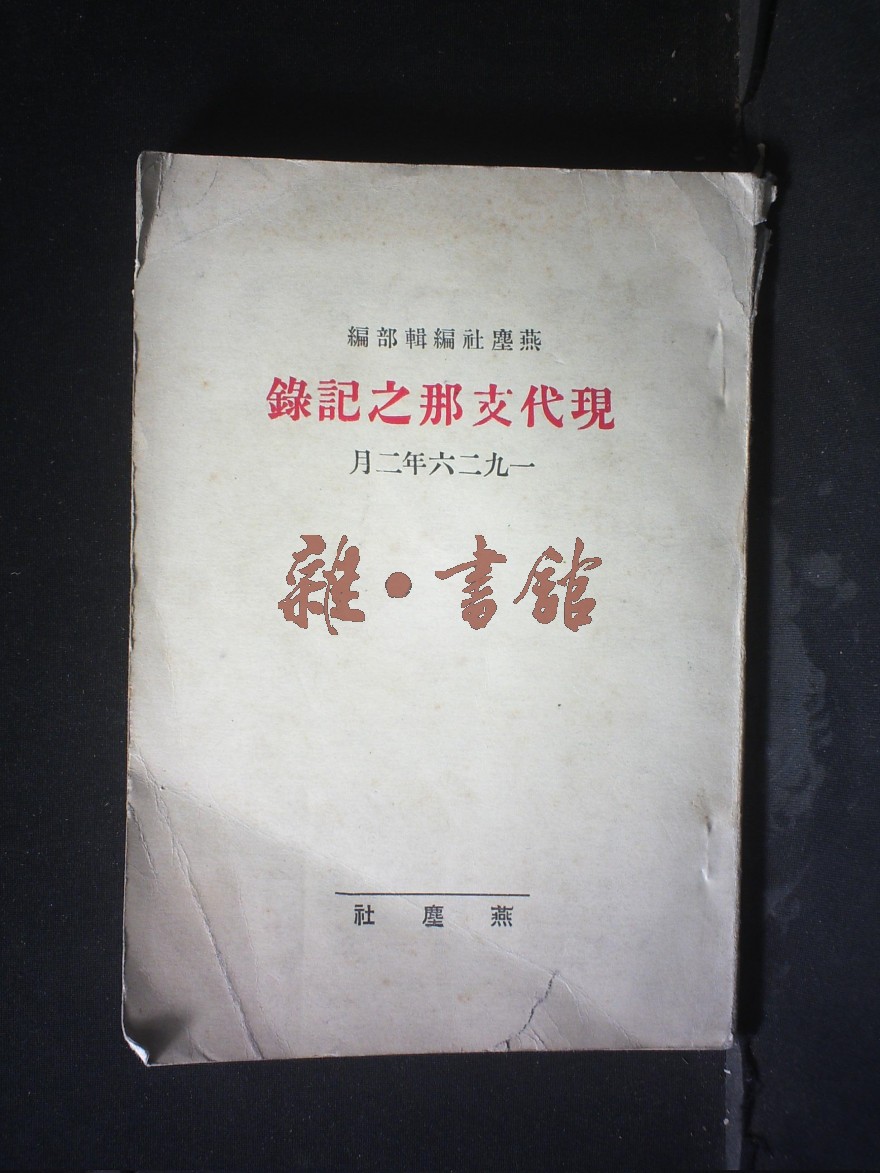 燕塵社編輯部編
現代支那之記錄
一九二六年二月
雜·書館
燕塵社